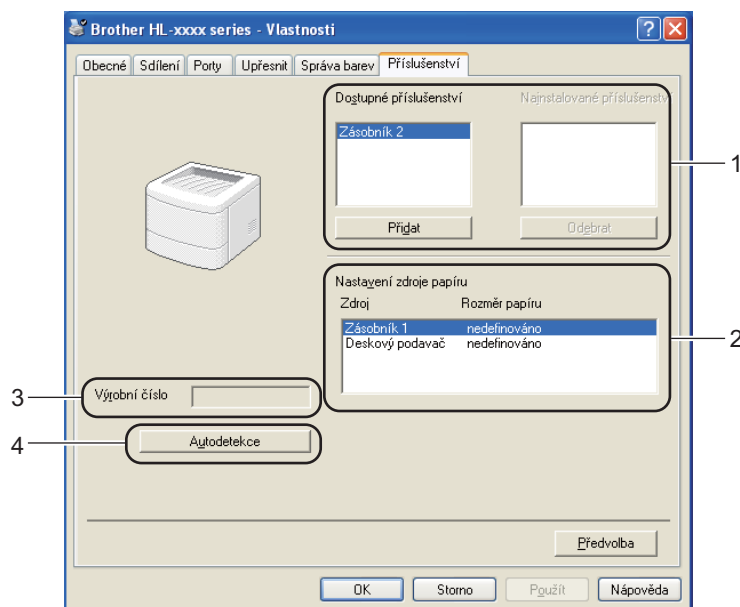 Brother HL-xxxx series - Vlastnosti
Obecné Sdílení Porty Upřesnit Správa barev Příslušenství
Dostupné příslušenství Najnstalované příslušenství
Zásobník 2
1
Přidat Odebrat
Nastavení zdroje papíru
Zdroj Rozměr papíru
Zásobník 1 nedefinováno
2
Deskový podavač nedefinováno
3
Výrobní číslo
4
Autodetekce
Předvolba
OK Storno Použít Nápověda